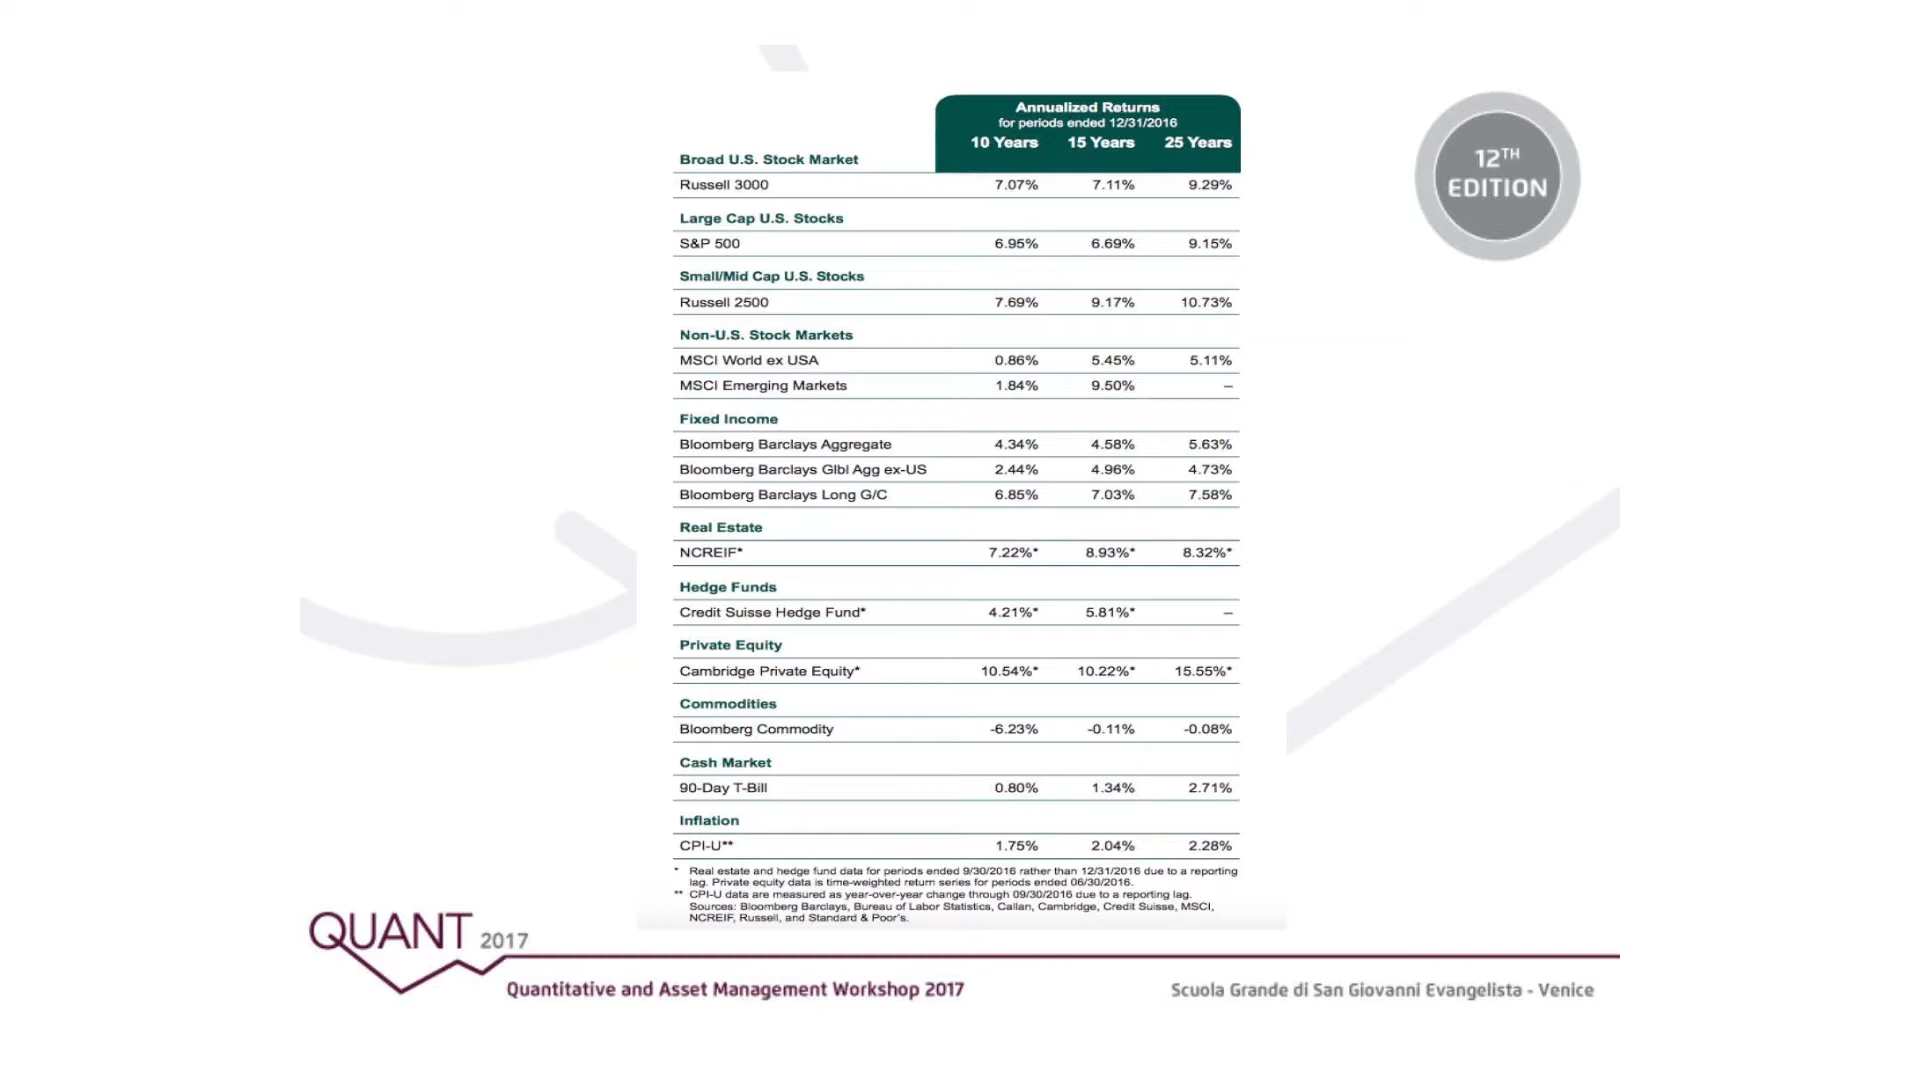 Annualized Returns
for periods ended 12/31/2016
10 Years 15 Years 25 Years
Broad U.S. Stock Market
Russell 3000 7.07% 7.11% 9.29%
Large Cap U.S. Stocks
S&P 500 6.95% 6.69% 9.15%
Small/Mid Cap U.S. Stocks
Russell 2500 7.69% 9.17% 10.73%
Non-U.S. Stock Markets
MSCI World ex USA 0.86% 5.45% 5.11%
MSCI Emerging Markets 1.84% 9.50% –
Fixed Income
Bloomberg Barclays Aggregate 4.34% 4.58% 5.63%
Bloomberg Barclays Glbl Agg ex-US 2.44% 4.96% 4.73%
Bloomberg Barclays Long G/C 6.85% 7.03% 7.58%
Real Estate
NCREIF* 7.22%* 8.93%* 8.32%*
Hedge Funds
Credit Suisse Hedge Fund* 4.21%* 5.81%* –
Private Equity
Cambridge Private Equity* 10.54%* 10.22%* 15.55%*
Commodities
Bloomberg Commodity -6.23% -0.11% -0.08%
Cash Market
90-Day T-Bill 0.80% 1.34% 2.71%
Inflation
CPI-U** 1.75% 2.04% 2.28%
* Real estate and hedge fund data for periods ended 9/30/2016 rather than 12/31/2016 due to a reporting
lag. Private equity data is time-weighted return series for periods ended 06/30/2016.
** CPI-U data are measured as year-over-year change through 09/30/2016 due to a reporting lag.
Sources: Bloomberg Barclays, Bureau of Labor Statistics, Callan, Cambridge, Credit Suisse, MSCI,
NCREIF, Russell, and Standard & Poor's.
12TH
EDITION
QUANT 2017
Quantitative and Asset Management Workshop 2017
Scuola Grande di San Giovanni Evangelista - Venice